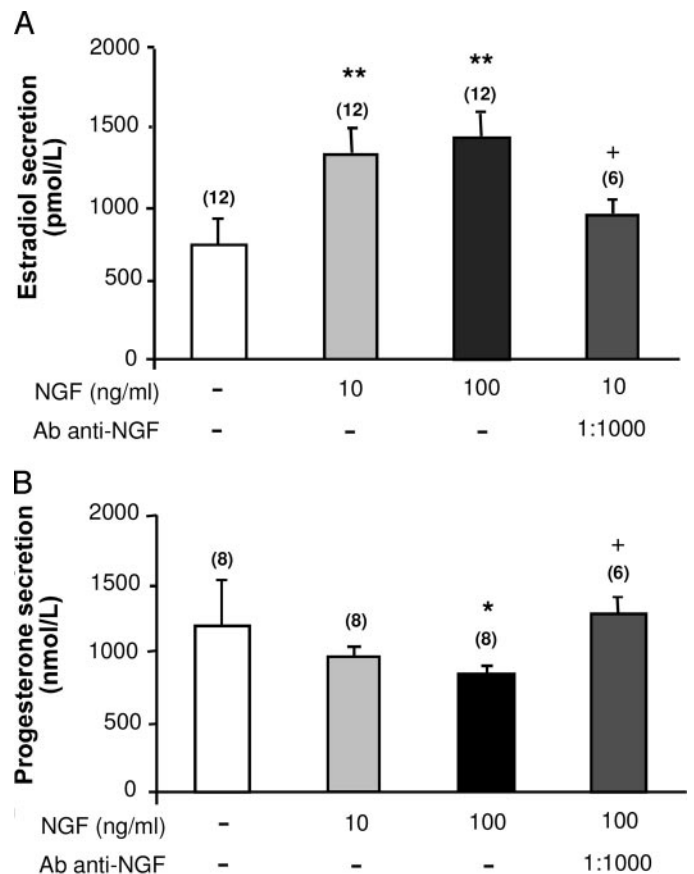 A
Estradiol secretion
(pmol/L)
2000
1500
1000
500
0
(12)
**
(12)
**
(12)
+
(6)
NGF (ng/ml) - 10 100 10
Ab anti-NGF - - - 1:1000
B
Progesterone secretion
(nmol/L)
2000
1500
1000
500
0
(8)
(8)
*
(8)
+
(6)
NGF (ng/ml) - 10 100 100
Ab anti-NGF - - - 1:1000